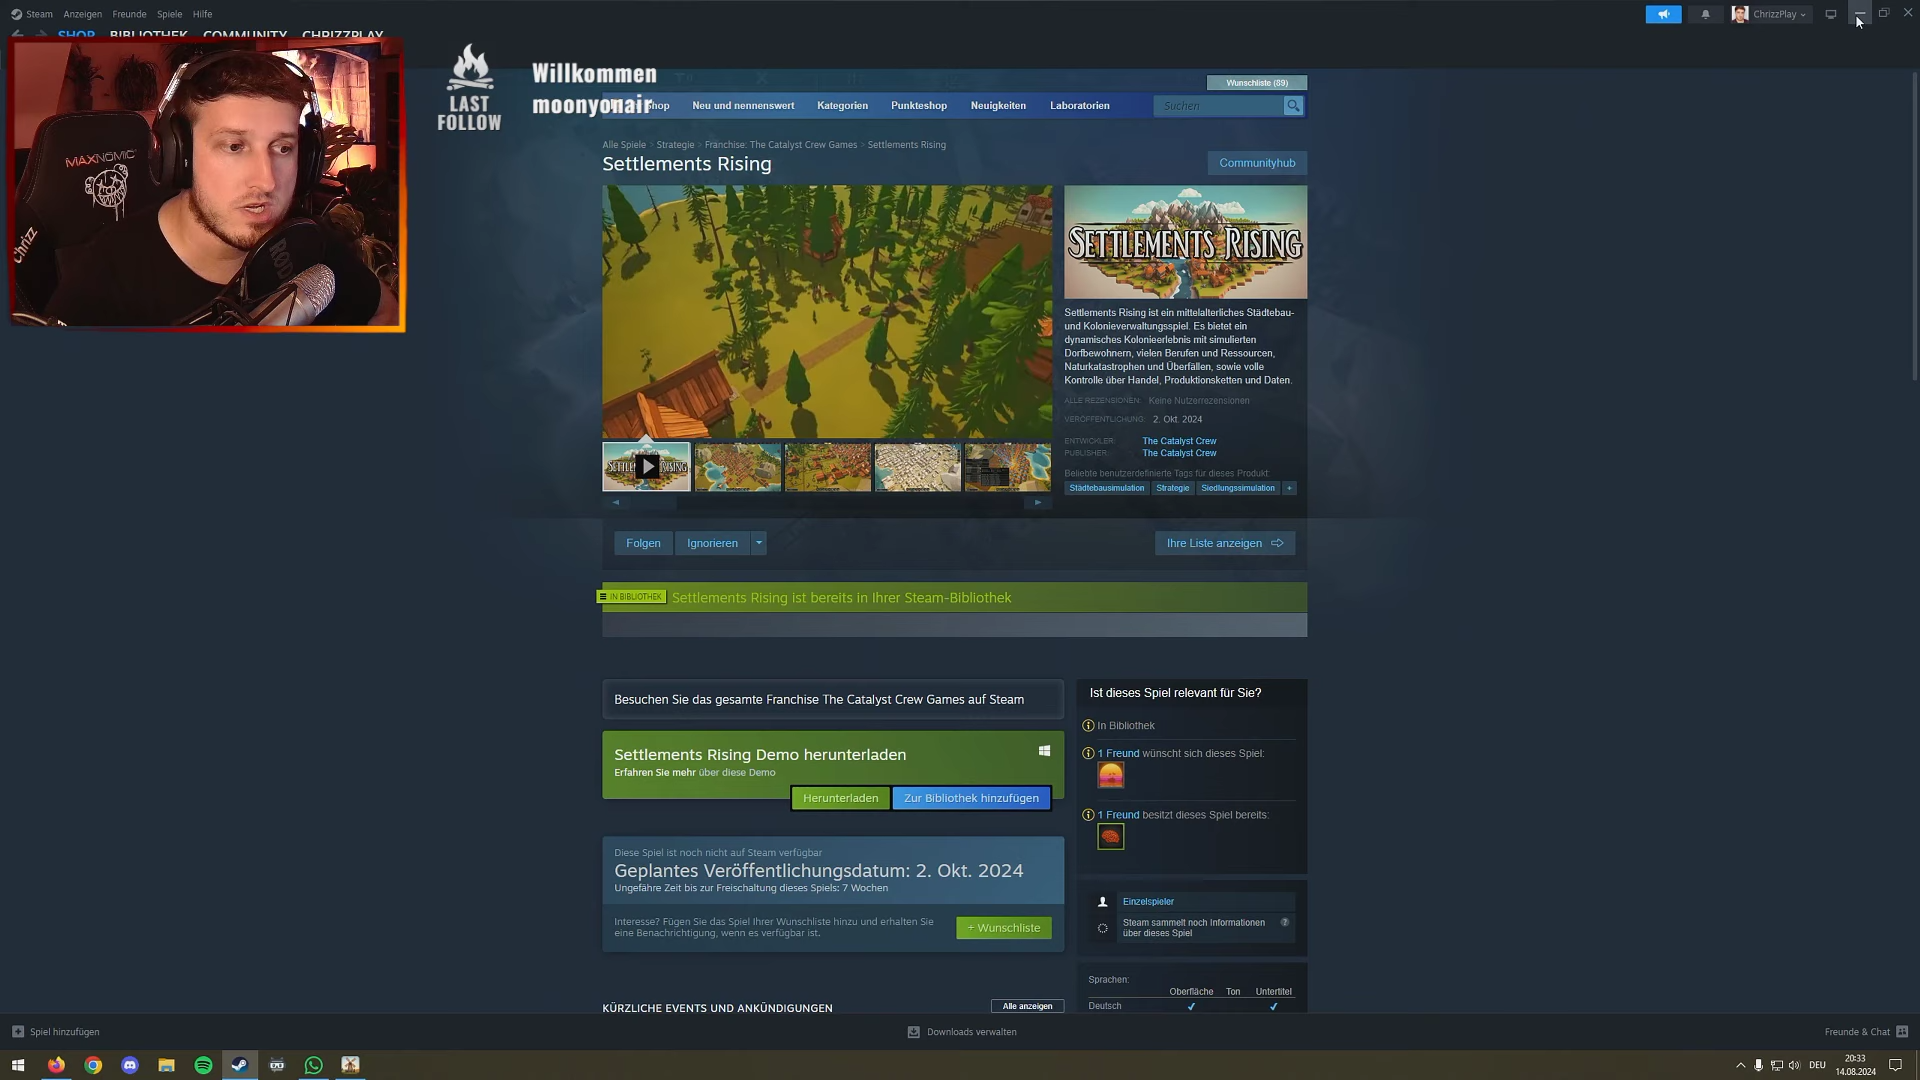 Steam Anzeigen Freunde Spiele Hilfe
ChrizzPlay
SHOP BIBLIOTHEK COMMUNITY CHRIZZPLAY
MAXNOMIC
Chrizz
LAST
FOLLOW
Willkommen
moonyonair
Wunschliste (89)
Neu und nennenswert Kategorien Punkteshop Neuigkeiten Laboratorien Suchen
Alle Spiele > Strategie > Franchise: The Catalyst Crew Games > Settlements Rising
Settlements Rising
Communityhub
SETTLEMENTS RISING
Settlements Rising ist ein mittelalterliches Städtebau-
und Kolonieverwaltungsspiel. Es bietet ein
dynamisches Kolonieerlebnis mit simulierten
Dorfbewohnern, vielen Berufen und Ressourcen,
Naturkatastrophen und Überfällen, sowie volle
Kontrolle über Handel, Produktionsketten und Daten.
ALLE REZENSIONEN: Keine Nutzerrezensionen
VERÖFFENTLICHUNG: 2. Okt. 2024
ENTWICKLER: The Catalyst Crew
PUBLISHER: The Catalyst Crew
Beliebte benutzerdefinierte Tags für dieses Produkt:
Städtebausimulation Strategie Siedlungssimulation +
Folgen Ignorieren
Ihre Liste anzeigen
IN BIBLIOTHEK
Settlements Rising ist bereits in Ihrer Steam-Bibliothek
Besuchen Sie das gesamte Franchise The Catalyst Crew Games auf Steam
Settlements Rising Demo herunterladen
Erfahren Sie mehr über diese Demo
Herunterladen Zur Bibliothek hinzufügen
Diese Spiel ist noch nicht auf Steam verfügbar
Geplantes Veröffentlichungsdatum: 2. Okt. 2024
Ungefähre Zeit bis zur Freischaltung dieses Spiels: 7 Wochen
Interesse? Fügen Sie das Spiel Ihrer Wunschliste hinzu und erhalten Sie
eine Benachrichtigung, wenn es verfügbar ist.
+ Wunschliste
KÜRZLICHE EVENTS UND ANKÜNDIGUNGEN
Alle anzeigen
Ist dieses Spiel relevant für Sie?
In Bibliothek
1 Freund wünscht sich dieses Spiel:
1 Freund besitzt dieses Spiel bereits:
Einzelspieler
Steam sammelt noch Informationen
über dieses Spiel
?
Sprachen:
Oberfläche Ton Untertitel
Deutsch ✔ ✔
Spiel hinzufügen
Downloads verwalten
Freunde & Chat
DEU
20:33
14.08.2024